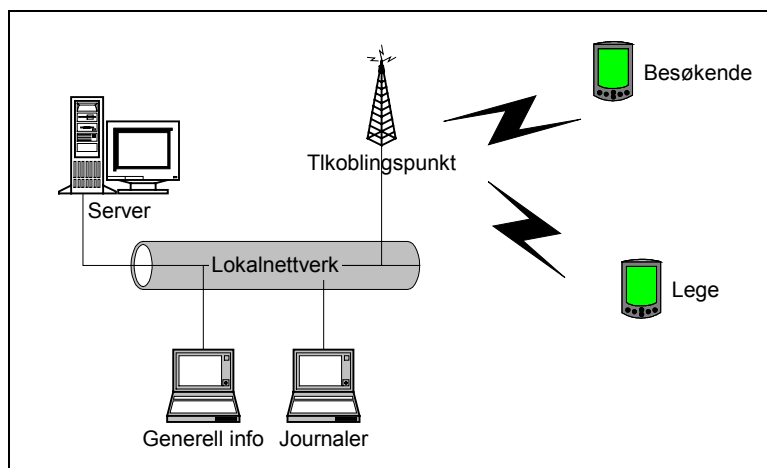 Besøkende
Tlkoblingspunkt
Server
Lokalnettverk
Lege
Generell info
Journaler